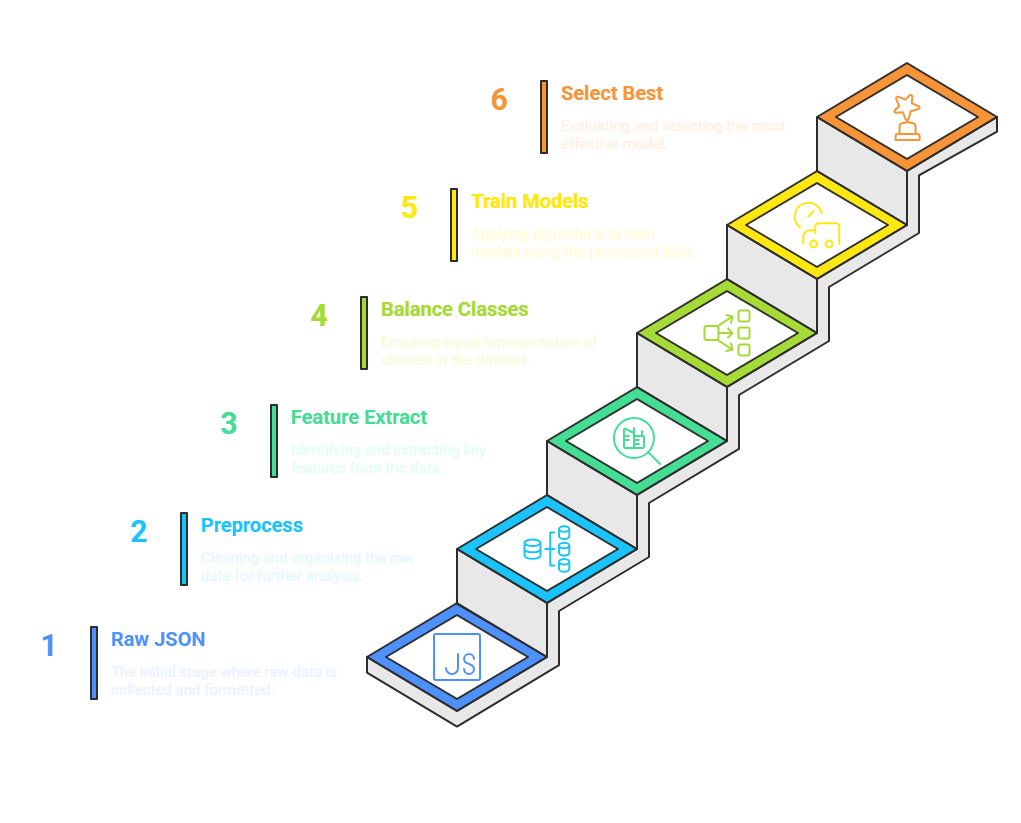 6
Select Best
Evaluating and selecting the most
effective model.
5
Train Models
Applying algorithms to train
models using the processed data.
4
Balance Classes
Ensuring equal representation of
classes in the dataset.
3
Feature Extract
Identifying and extracting key
features from the data.
2
Preprocess
Cleaning and organizing the raw
data for further analysis.
1
Raw JSON
The initial stage where raw data is
collected and formatted.
JS